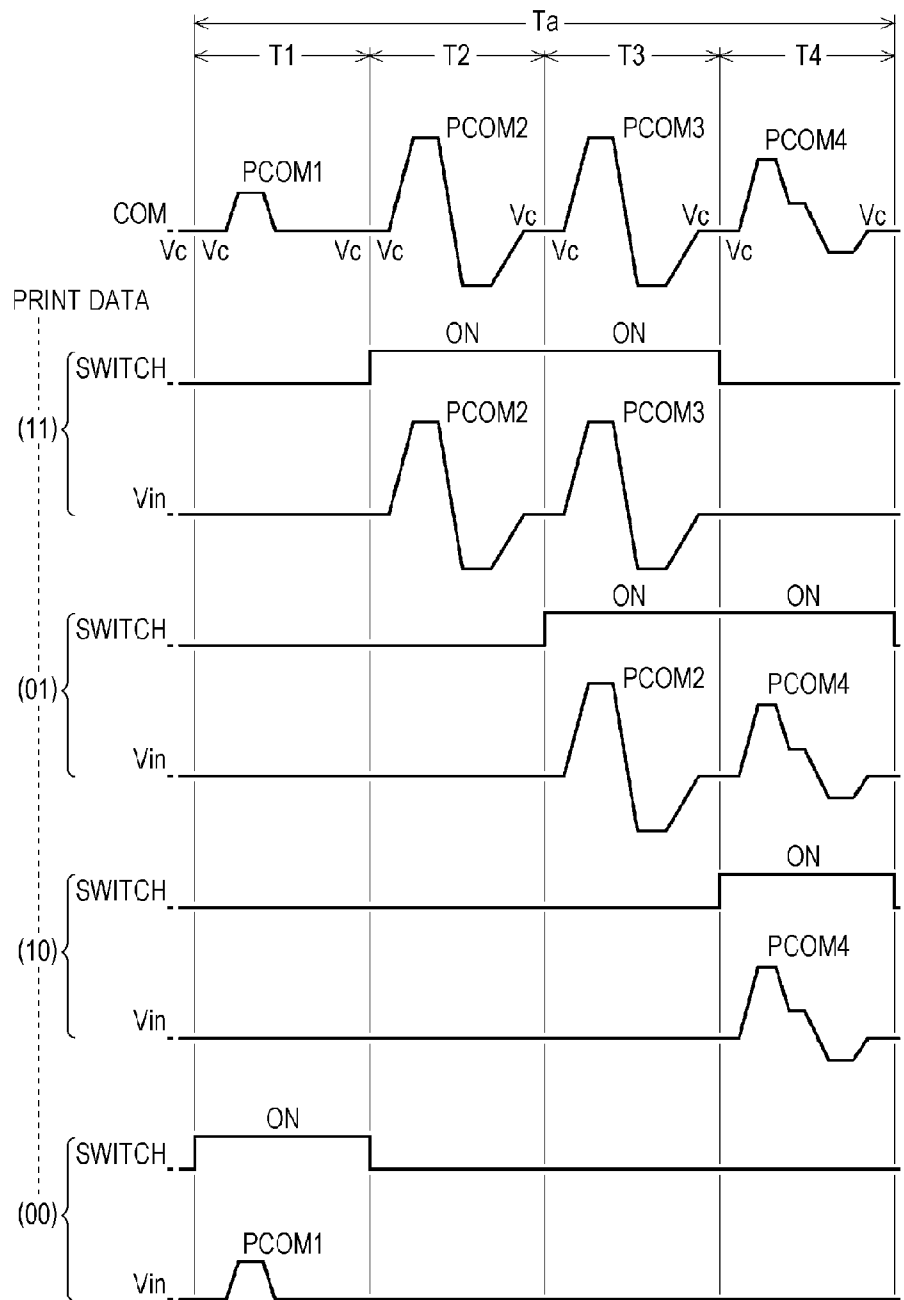 Ta
T1 T2 T3 T4
PCOM1 PCOM2 PCOM3 PCOM4
COM
Vc Vc Vc Vc Vc Vc Vc Vc Vc
PRINT DATA
(11)
SWITCH
ON ON
Vin
PCOM2 PCOM3
(01)
SWITCH
ON ON
Vin
PCOM2 PCOM4
(10)
SWITCH
ON
Vin
PCOM4
(00)
SWITCH
ON
Vin
PCOM1